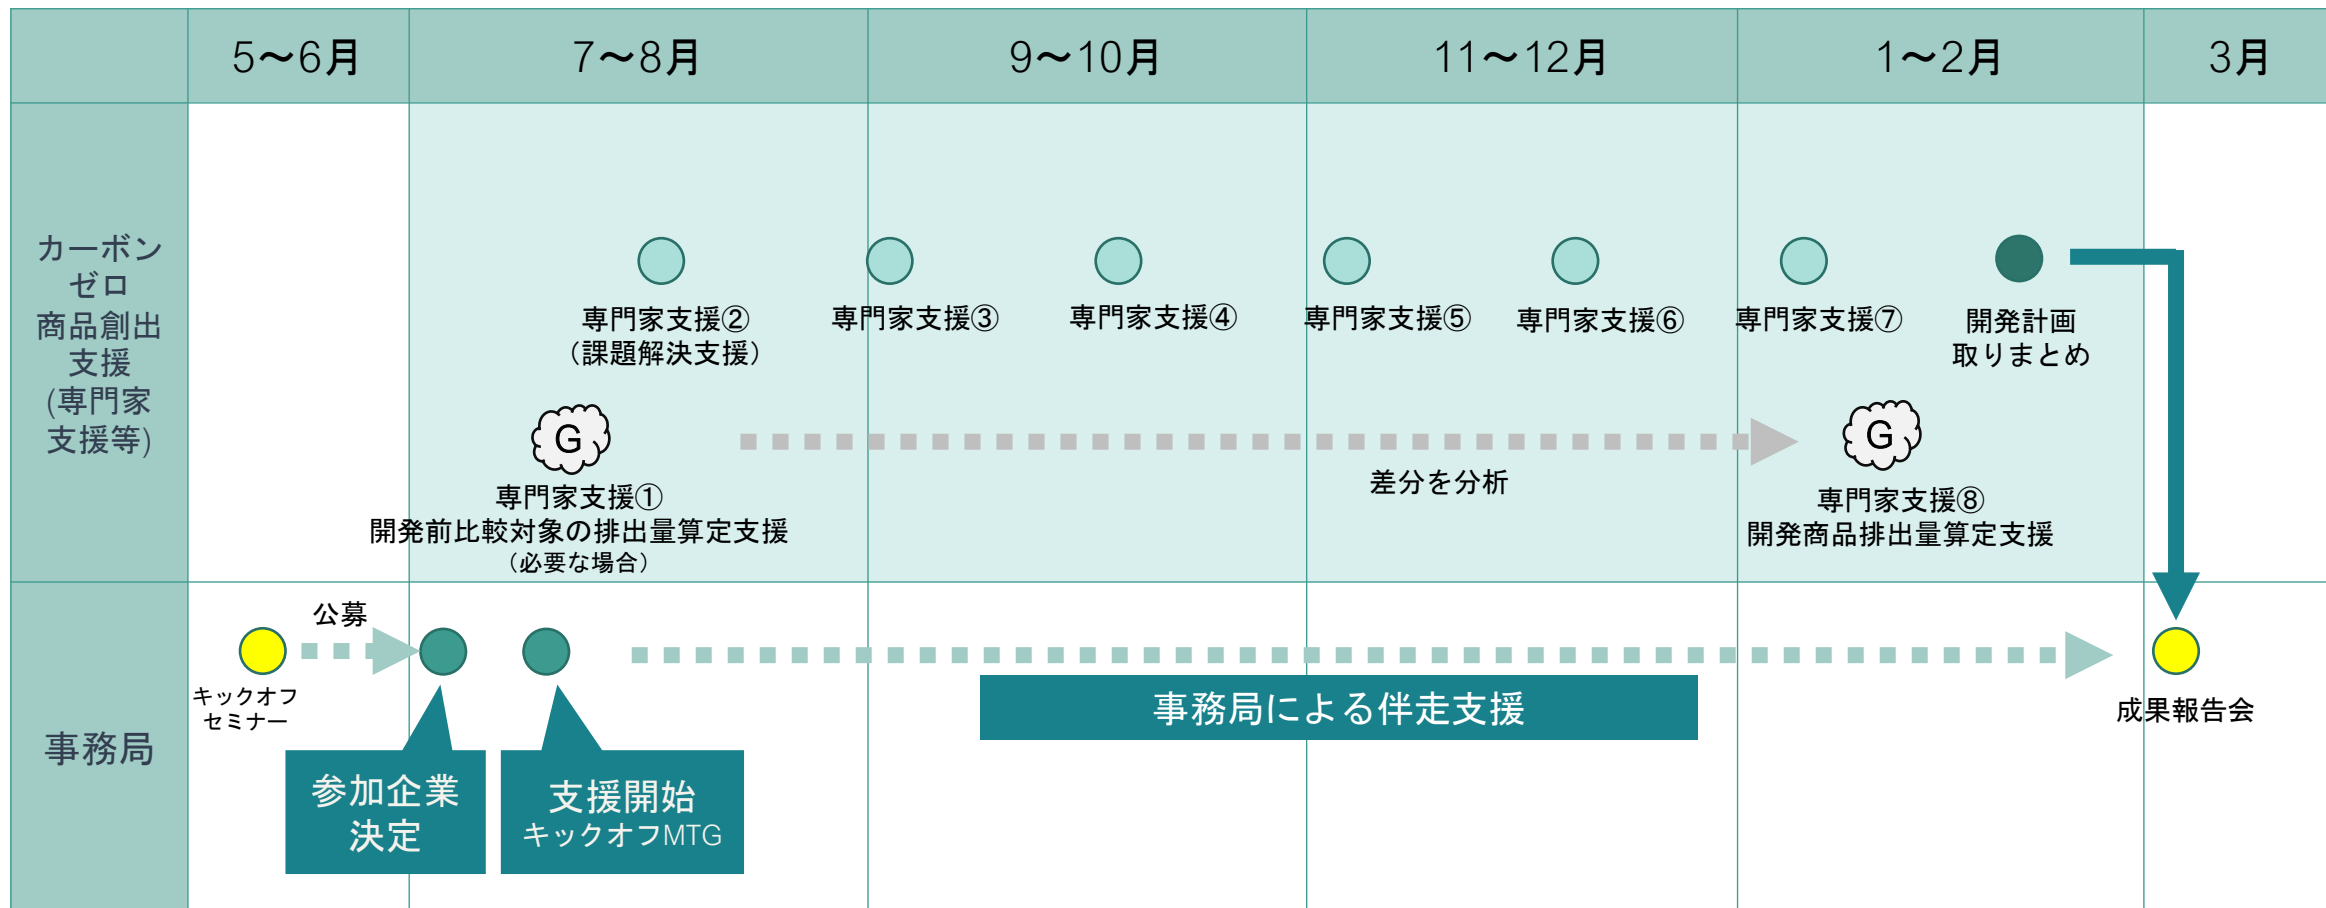 5～6月
7～8月
9～10月
11～12月
1～2月
3月
カーボン
ゼロ
商品創出
支援
(専門家
支援等)
専門家支援②
（課題解決支援）
専門家支援③
専門家支援④
専門家支援⑤
専門家支援⑥
専門家支援⑦
開発計画
取りまとめ
G
専門家支援①
開発前比較対象の排出量算定支援
（必要な場合）
差分を分析
G
専門家支援⑧
開発商品排出量算定支援
事務局
公募
キックオフ
セミナー
参加企業
決定
支援開始
キックオフMTG
事務局による伴走支援
成果報告会